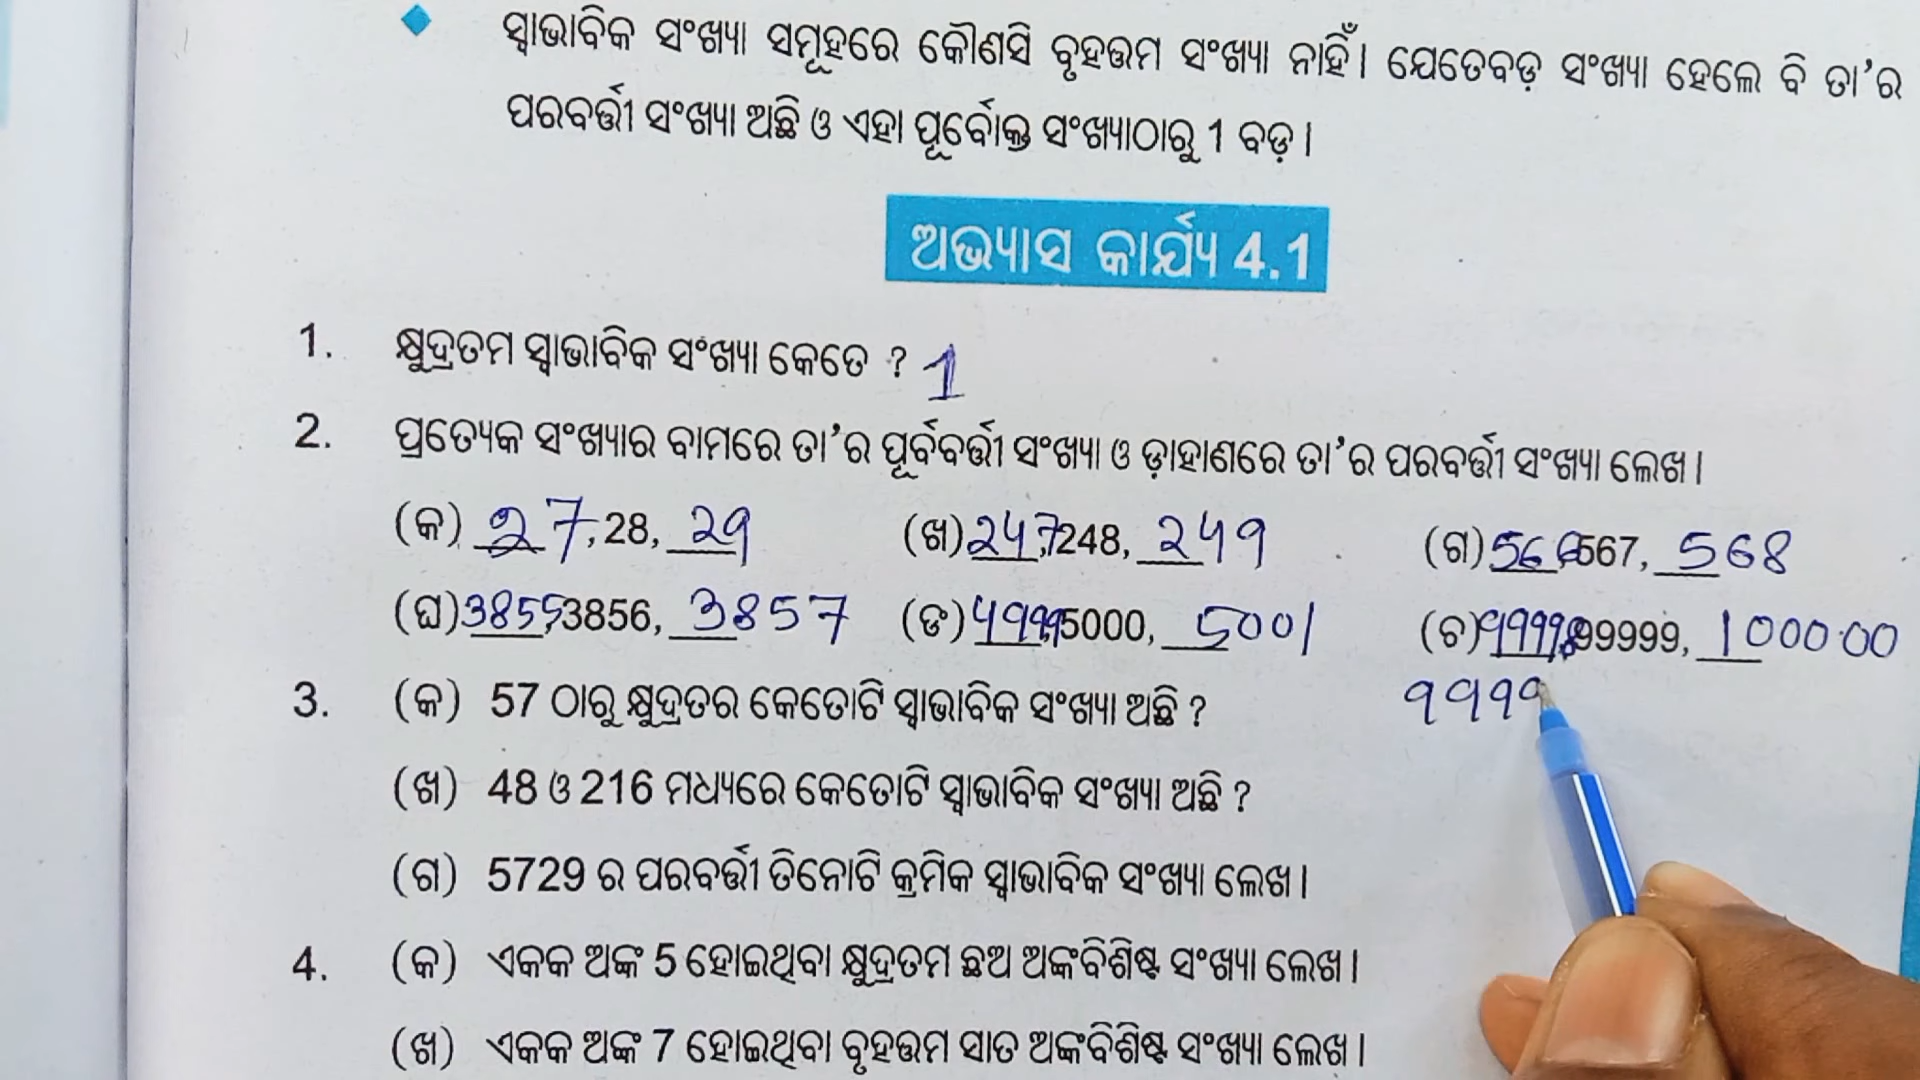 ସ୍ୱାଭାବିକ ସଂଖ୍ୟା ସମୂହରେ କୌଣସି ବୃହତ୍ତମ ସଂଖ୍ୟା ନାହିଁ। ଯେତେବଡ଼ ସଂଖ୍ୟା ହେଲେ ବି ତା'ର
ପରବର୍ତ୍ତୀ ସଂଖ୍ୟା ଅଛି ଓ ଏହା ପୂର୍ବୋକ୍ତ ସଂଖ୍ୟାଠାରୁ 1 ବଡ଼।
ଅଭ୍ୟାସ କାର୍ଯ୍ୟ 4.1
1. କ୍ଷୁଦ୍ରତମ ସ୍ୱାଭାବିକ ସଂଖ୍ୟା କେତେ ? 1
2. ପ୍ରତ୍ୟେକ ସଂଖ୍ୟାର ବାମରେ ତା'ର ପୂର୍ବବର୍ତ୍ତୀ ସଂଖ୍ୟା ଓ ଡ଼ାହାଣରେ ତା'ର ପରବର୍ତ୍ତୀ ସଂଖ୍ୟା ଲେଖ।
(କ) 27, 28, 29 (ଖ) 247, 248, 249 (ଗ) 566, 567, 568
(ଘ) 3855, 3856, 3857 (ଙ) 4999, 5000, 5001 (ଚ) 99998, 99999, 100000
3. (କ) 57 ଠାରୁ କ୍ଷୁଦ୍ରତର କେତୋଟି ସ୍ୱାଭାବିକ ସଂଖ୍ୟା ଅଛି ? 9999
(ଖ) 48 ଓ 216 ମଧ୍ୟରେ କେତୋଟି ସ୍ୱାଭାବିକ ସଂଖ୍ୟା ଅଛି ?
(ଗ) 5729 ର ପରବର୍ତ୍ତୀ ତିନୋଟି କ୍ରମିକ ସ୍ୱାଭାବିକ ସଂଖ୍ୟା ଲେଖ।
4. (କ) ଏକକ ଅଙ୍କ 5 ହୋଇଥିବା କ୍ଷୁଦ୍ରତମ ଛଅ ଅଙ୍କବିଶିଷ୍ଟ ସଂଖ୍ୟା ଲେଖ।
(ଖ) ଏକକ ଅଙ୍କ 7 ହୋଇଥିବା ବୃହତ୍ତମ ସାତ ଅଙ୍କବିଶିଷ୍ଟ ସଂଖ୍ୟା ଲେଖ।